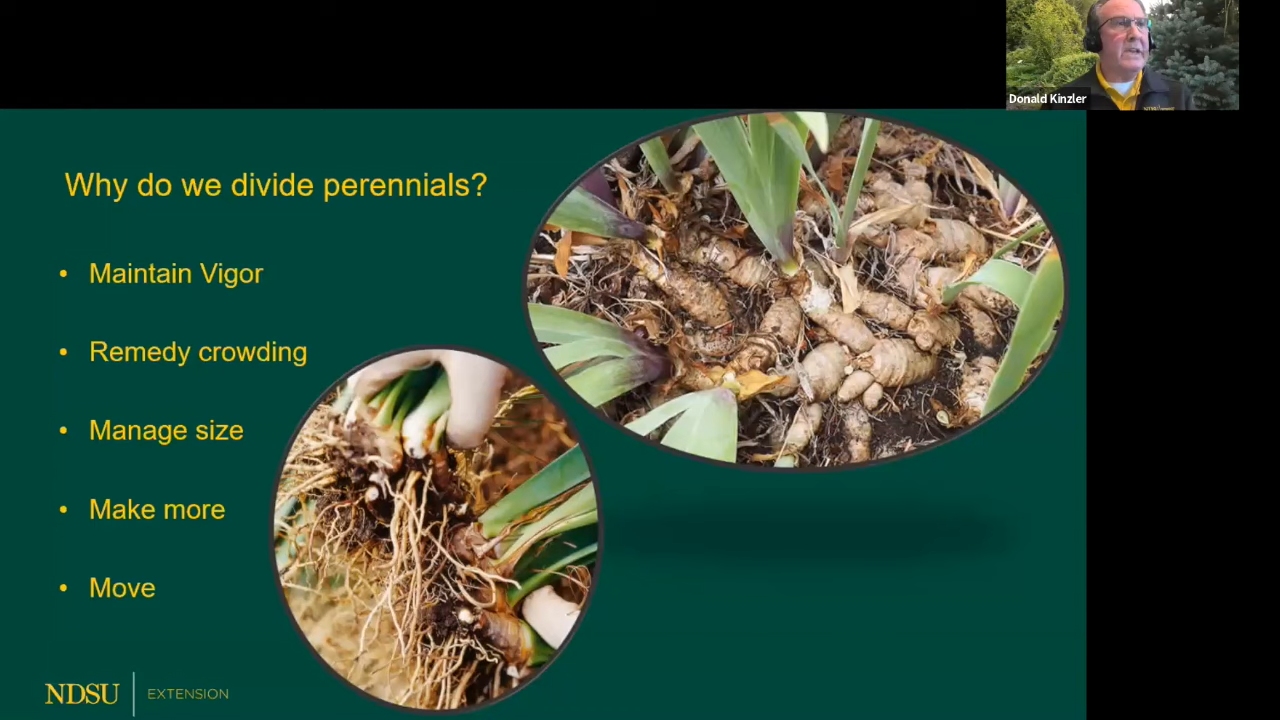 Donald Kinzler
Why do we divide perennials?
• Maintain Vigor
• Remedy crowding
• Manage size
• Make more
• Move
NDSU | EXTENSION